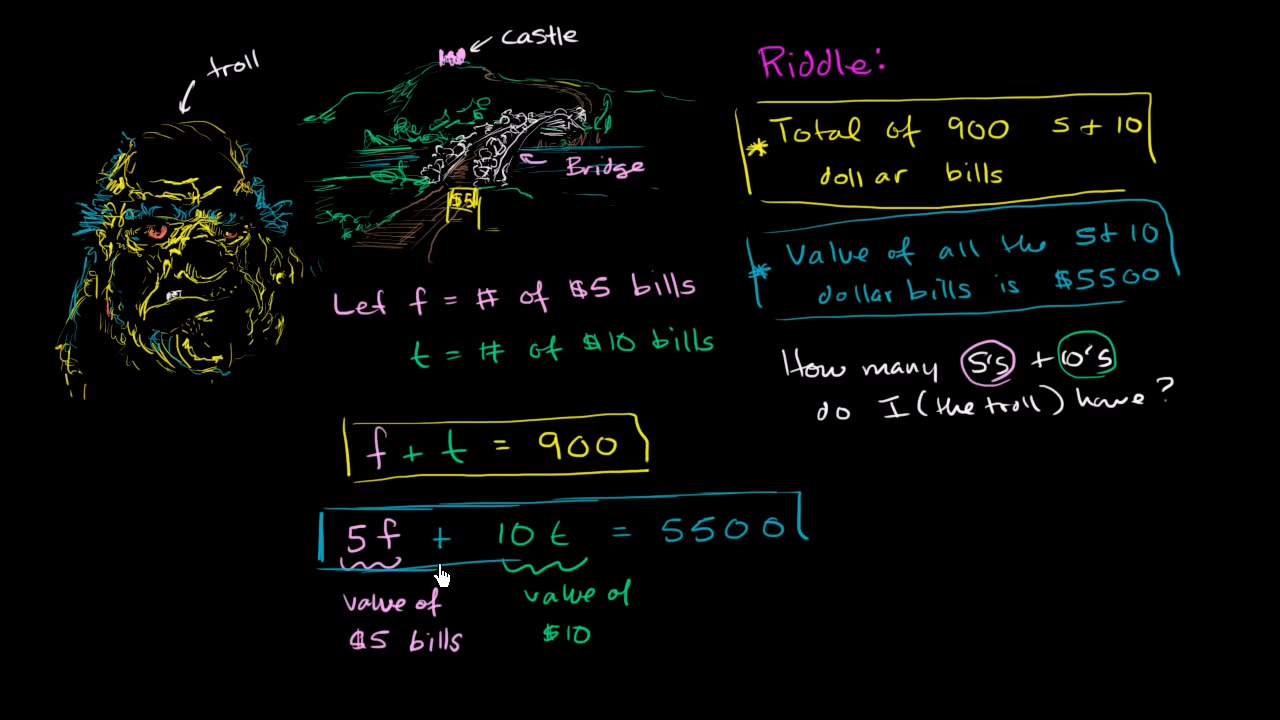 troll
castle
Bridge
$5
Let f = # of $5 bills
t = # of $10 bills
f + t = 900
5f + 10t = 5500
value of
$5 bills
value of
$10
Riddle:
* Total of 900 5 + 10
dollar bills
* Value of all the 5 + 10
dollar bills is $5500
How many 5's + 10's
do I (the troll) have?